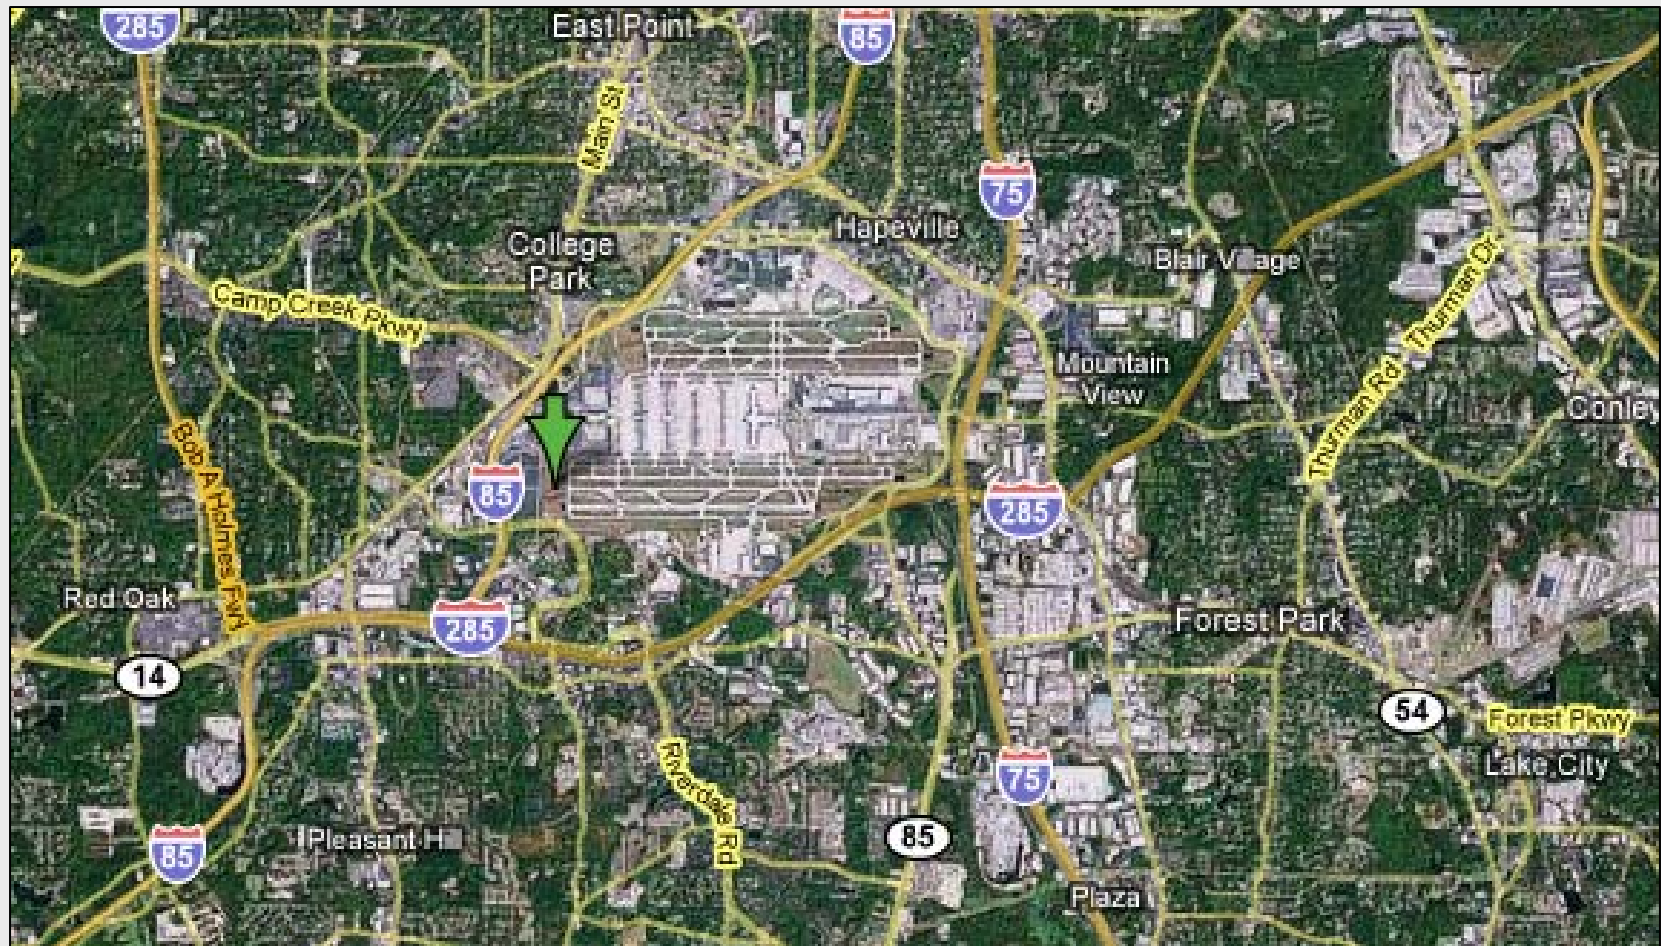 285
East Point
85
Main St
75
College
Park
Hapeville
Blair Village
Thurman Dr
Camp Creek Pkwy
Mountain
View
Thurman Rd
Conley
Bob A Holmes Fwy
85
285
Red Oak
285
Forest Park
14
54
Forest Pkwy
Riverdale Rd
75
Lake City
85
Pleasant Hill
85
Plaza